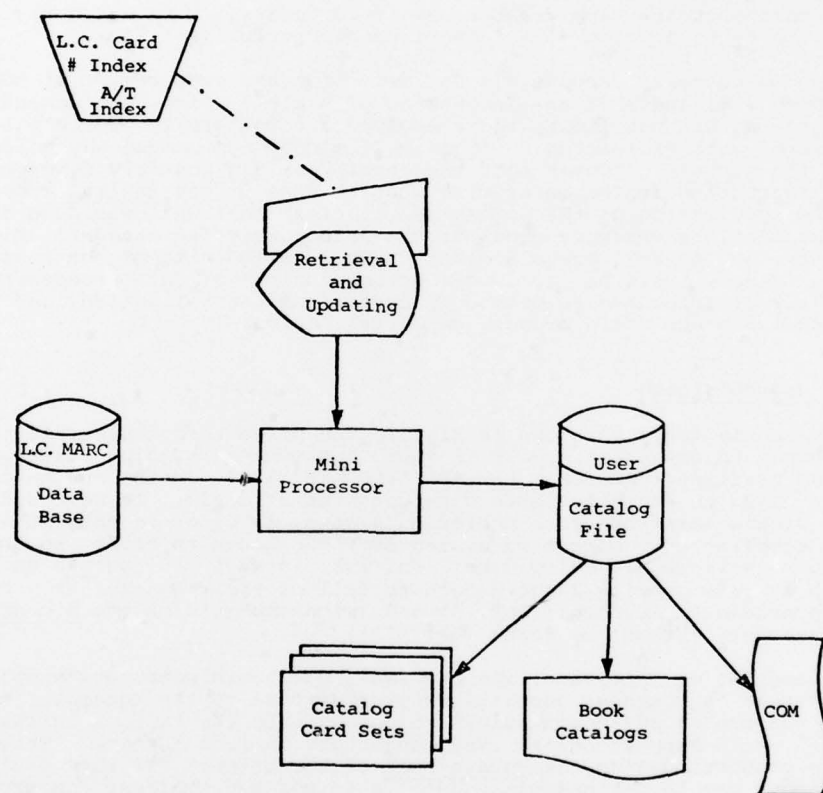 L.C. Card
# Index
A/T
Index
Retrieval
and
Updating
L.C. MARC
Data
Base
Mini
Processor
User
Catalog
File
Catalog
Card Sets
Book
Catalogs
COM